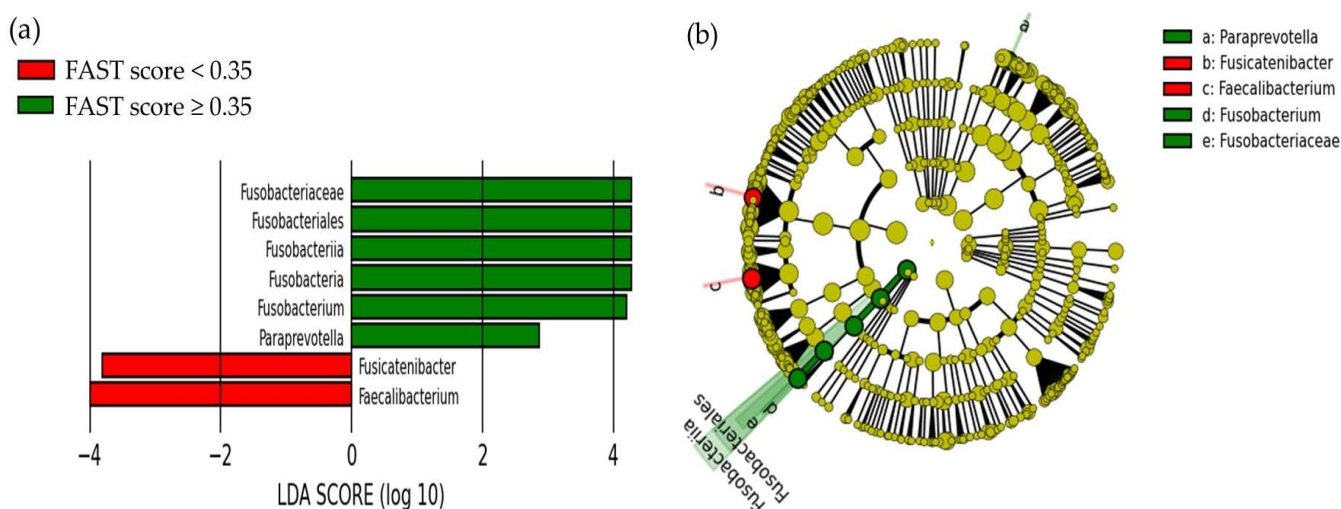 (a)
FAST score < 0.35
FAST score ≥ 0.35
Fusobacteriaceae
Fusobacteriales
Fusobacteriia
Fusobacteria
Fusobacterium
Paraprevotella
Fusicatenibacter
Faecalibacterium
−4 −2 0 2 4
LDA SCORE (log 10)
(b)
a
b
c
d
e
Fusobacteriales
Fusobacteriia
a: Paraprevotella
b: Fusicatenibacter
c: Faecalibacterium
d: Fusobacterium
e: Fusobacteriaceae